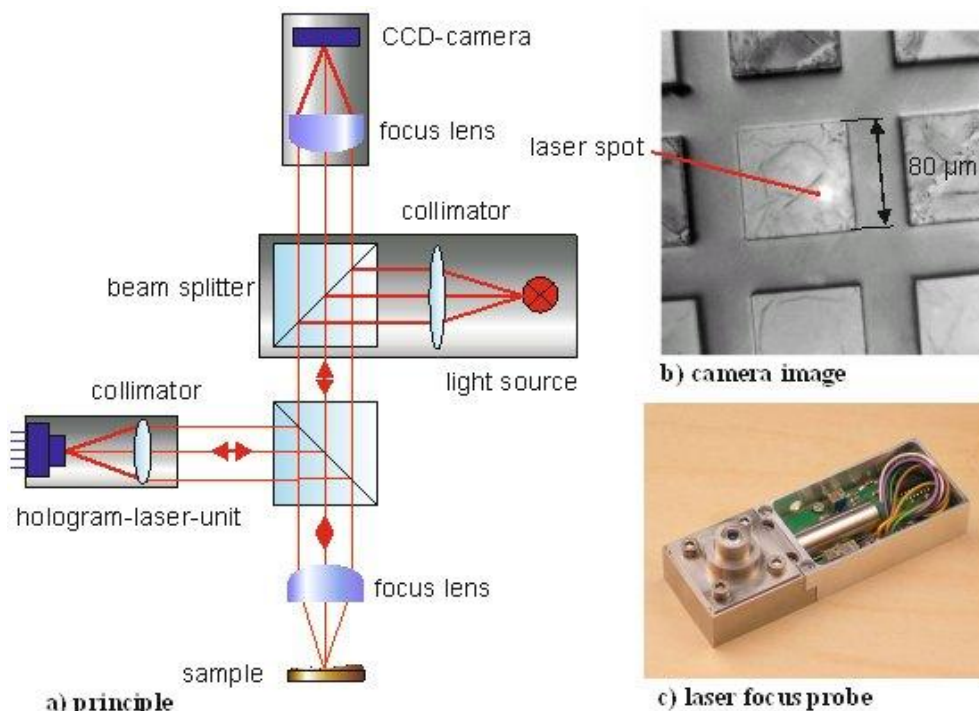 CCD-camera
focus lens
collimator
beam splitter
light source
collimator
hologram-laser-unit
focus lens
sample
a) principle
laser spot
80 µm
b) camera image
c) laser focus probe